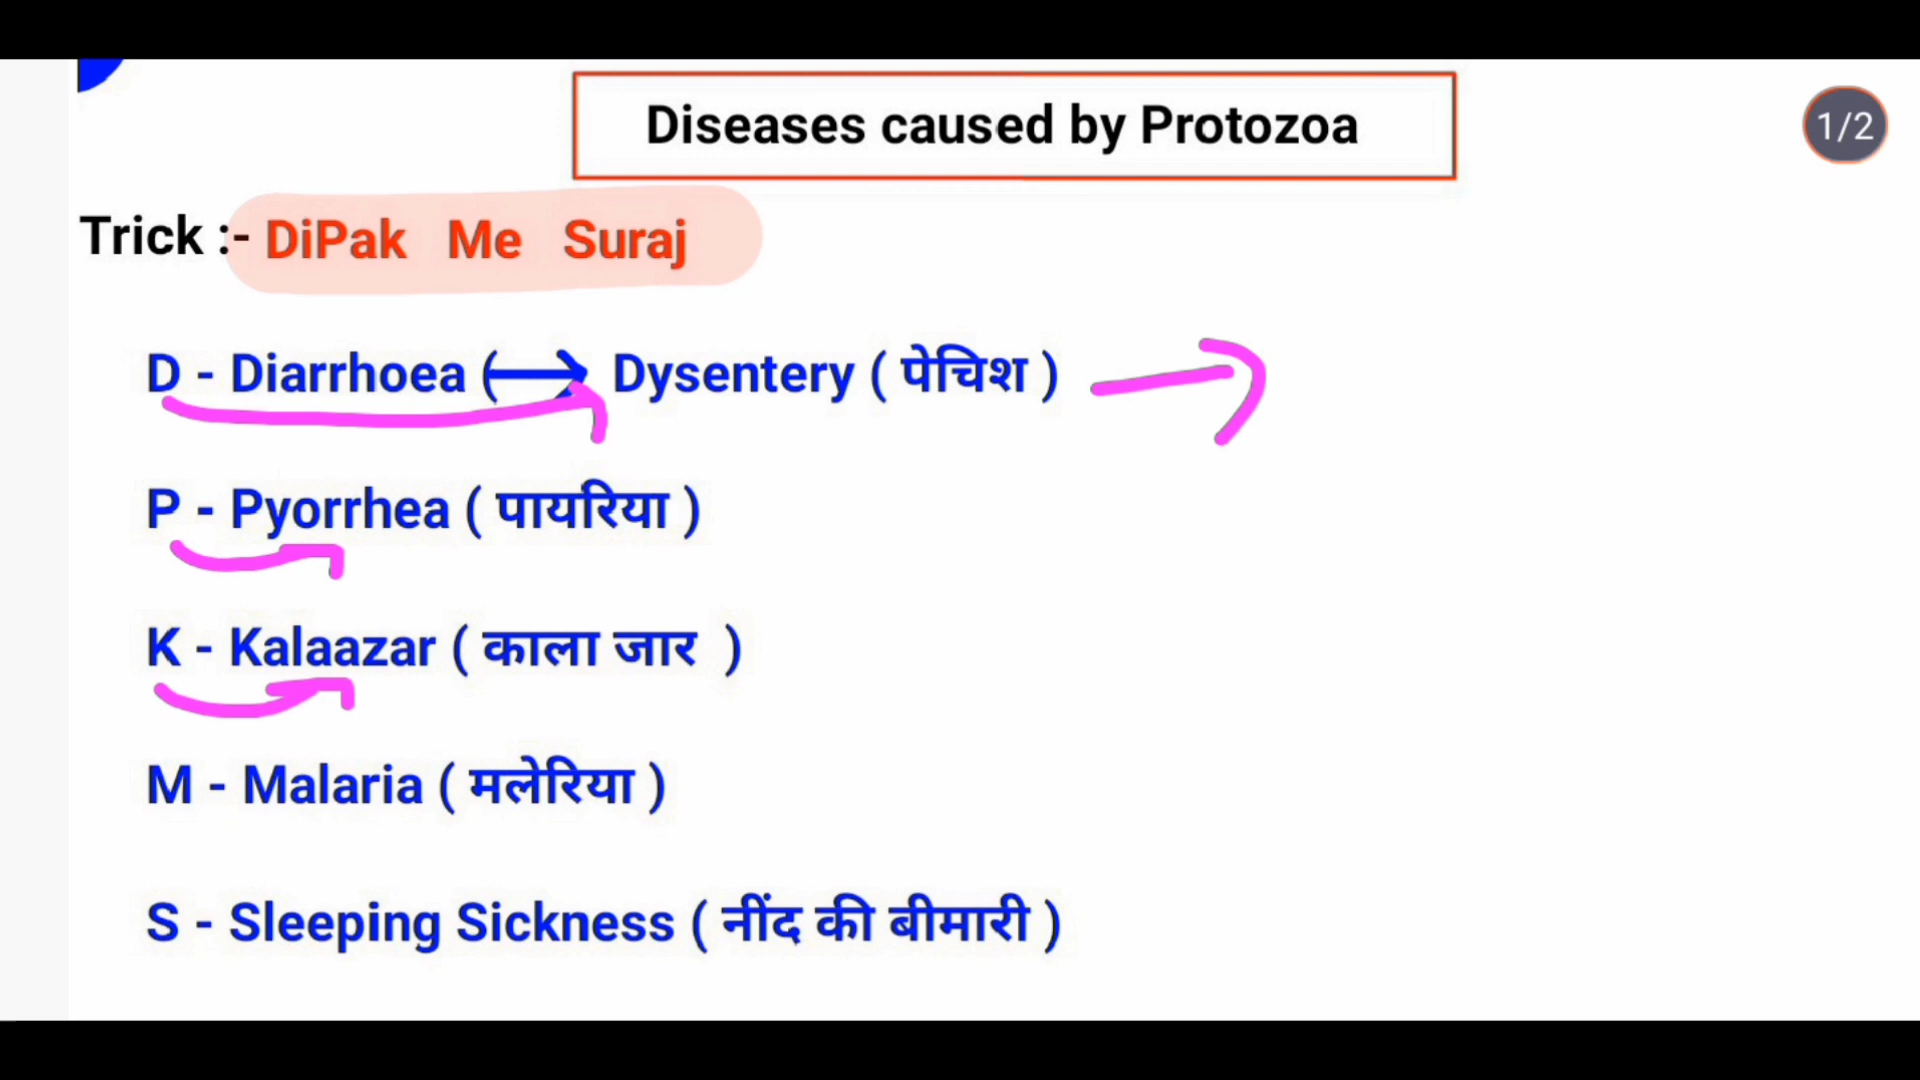 Diseases caused by Protozoa
1/2
Trick :- DiPak Me Suraj
D - Diarrhoea (→ Dysentery ( पेचिश )
P - Pyorrhea ( पायरिया )
K - Kalaazar ( काला जार )
M - Malaria ( मलेरिया )
S - Sleeping Sickness ( नींद की बीमारी )